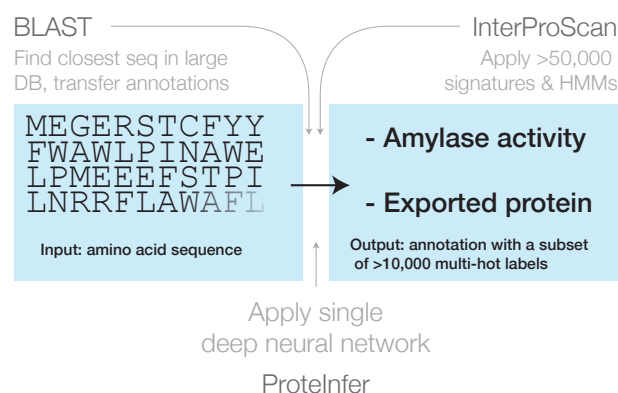 BLAST
Find closest seq in large
DB, transfer annotations
InterProScan
Apply >50,000
signatures & HMMs
MEGERSTCFYY
FWAWLPINAWE
LPMEEEFSTPI
LNRRFLAWAFL
Input: amino acid sequence
- Amylase activity
- Exported protein
Output: annotation with a subset
of >10,000 multi-hot labels
Apply single
deep neural network
ProteInfer